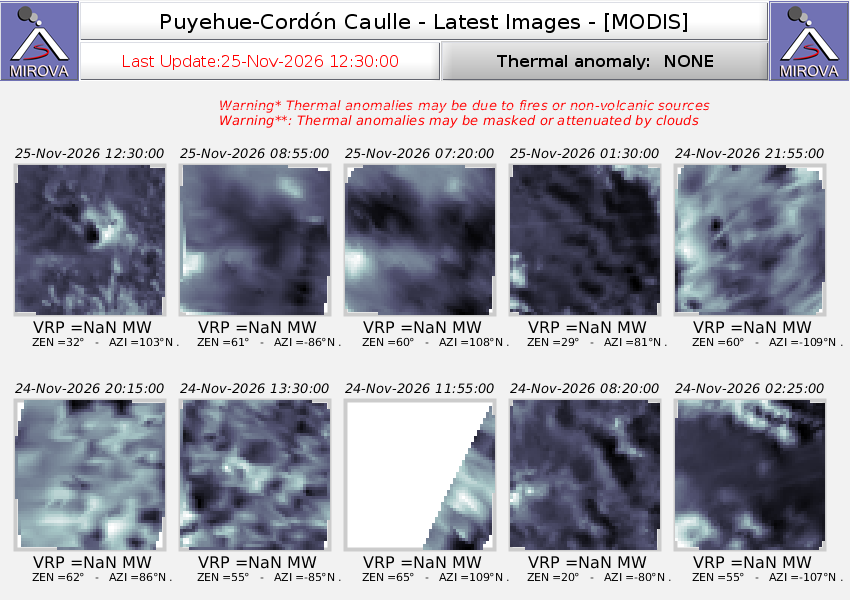 Puyehue-Cordón Caulle - Latest Images - [MODIS]
MIROVA
Last Update:25-Nov-2026 12:30:00
Thermal anomaly: NONE
MIROVA
Warning* Thermal anomalies may be due to fires or non-volcanic sources
Warning**: Thermal anomalies may be masked or attenuated by clouds
25-Nov-2026 12:30:00
25-Nov-2026 08:55:00
25-Nov-2026 07:20:00
25-Nov-2026 01:30:00
24-Nov-2026 21:55:00
VRP =NaN MW
VRP =NaN MW
VRP =NaN MW
VRP =NaN MW
VRP =NaN MW
ZEN =32° - AZI =103°N .
ZEN =61° - AZI =-86°N .
ZEN =60° - AZI =108°N .
ZEN =29° - AZI =81°N .
ZEN =60° - AZI =-109°N .
24-Nov-2026 20:15:00
24-Nov-2026 13:30:00
24-Nov-2026 11:55:00
24-Nov-2026 08:20:00
24-Nov-2026 02:25:00
VRP =NaN MW
VRP =NaN MW
VRP =NaN MW
VRP =NaN MW
VRP =NaN MW
ZEN =62° - AZI =86°N .
ZEN =55° - AZI =-85°N .
ZEN =65° - AZI =109°N .
ZEN =20° - AZI =-80°N .
ZEN =55° - AZI =-107°N .